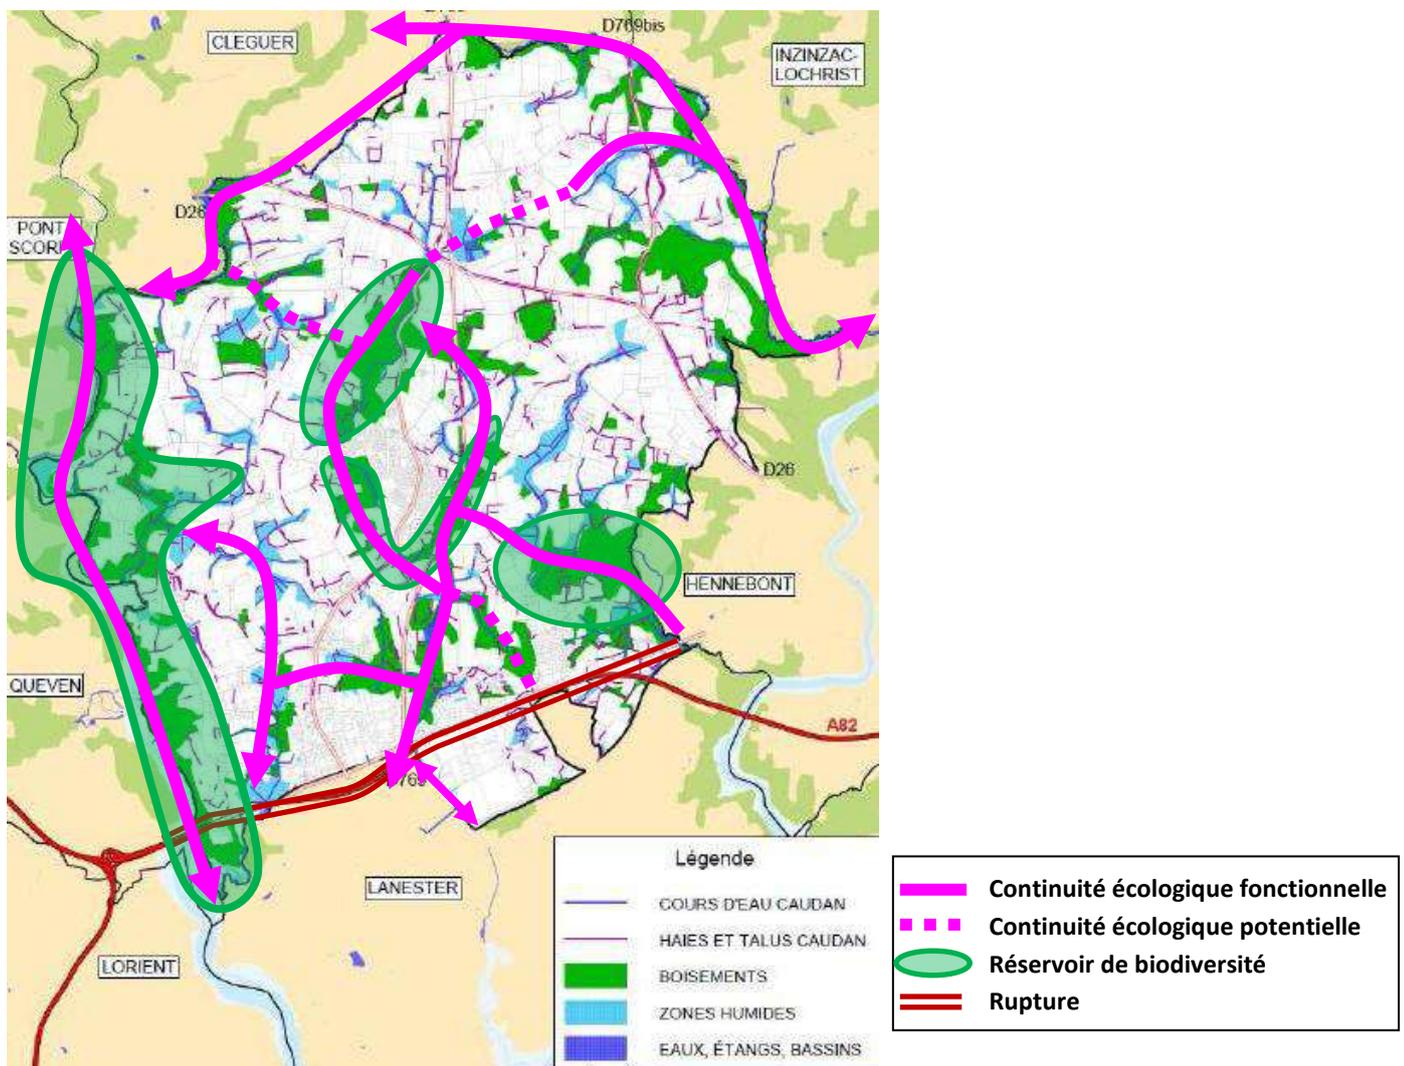 D769bis
CLEGUER
INZINZAC-
LOCHRIST
D26
PONT
SCOR
D26
HENNEBONT
QUEVEN
A82
LANESTER
LORIENT
Légende
COURS D'EAU CAUDAN
HAIES ET TALUS CAUDAN
BOISEMENTS
ZONES HUMIDES
EAUX, ÉTANGS, BASSINS
Continuité écologique fonctionnelle
Continuité écologique potentielle
Réservoir de biodiversité
Rupture